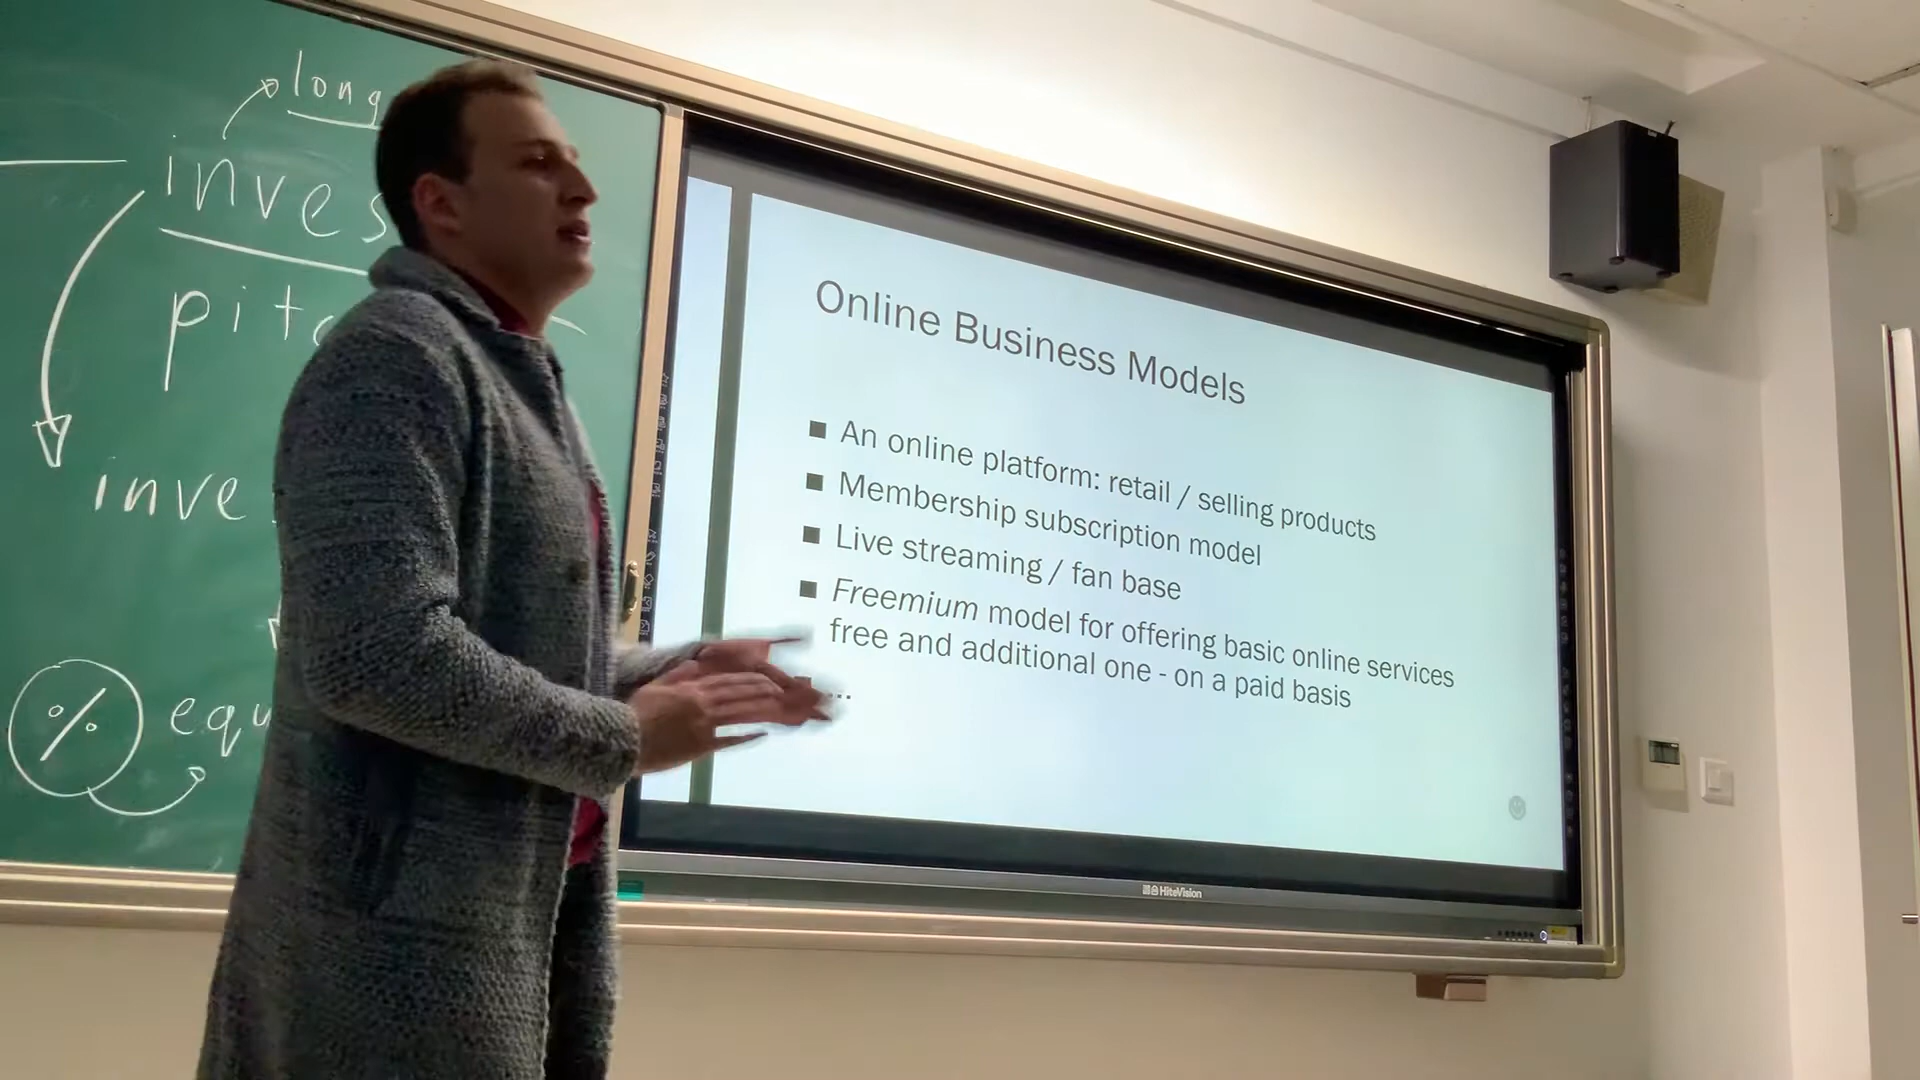 long
inves
pitc
inve
% equ
Online Business Models
■ An online platform: retail / selling products
■ Membership subscription model
■ Live streaming / fan base
■ Freemium model for offering basic online services
free and additional one - on a paid basis
...
HiteVision